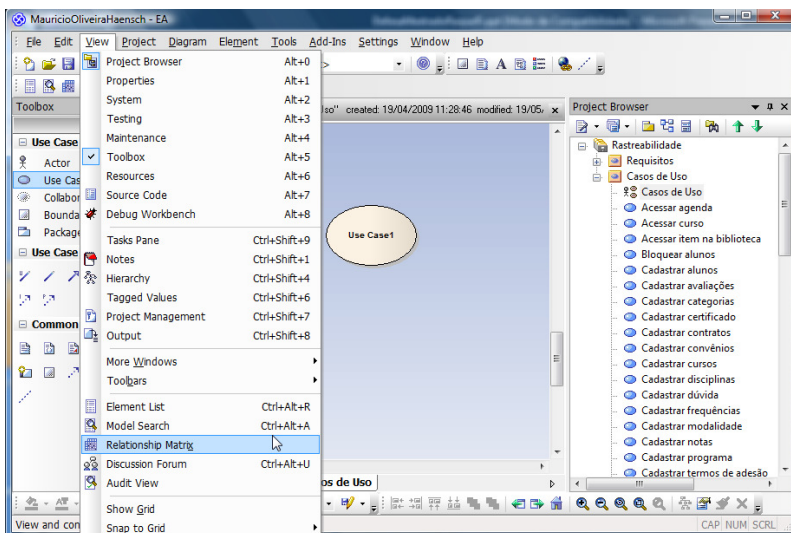 MauricioOliveiraHaensch - EA
File Edit View Project Diagram Element Tools Add-Ins Settings Window Help
Toolbox
Use Case
Actor
Use Cas
Collabor
Bounda
Packag
Use Case
Common
Project Browser Alt+0
Properties Alt+1
System Alt+2
Testing Alt+3
Maintenance Alt+4
Toolbox Alt+5
Resources Alt+6
Source Code Alt+7
Debug Workbench Alt+8
Tasks Pane Ctrl+Shift+9
Notes Ctrl+Shift+1
Hierarchy Ctrl+Shift+4
Tagged Values Ctrl+Shift+6
Project Management Ctrl+Shift+7
Output Ctrl+Shift+8
More Windows
Toolbars
Element List Ctrl+Alt+R
Model Search Ctrl+Alt+A
Relationship Matrix
Discussion Forum Ctrl+Alt+U
Audit View
Show Grid
Snap to Grid
Uso" created: 19/04/2009 11:28:46 modified: 19/05/
Use Case1
os de Uso
Project Browser
Rastreabilidade
Requisitos
Casos de Uso
Casos de Uso
Acessar agenda
Acessar curso
Acessar item na biblioteca
Bloquear alunos
Cadastrar alunos
Cadastrar avaliações
Cadastrar categorias
Cadastrar certificado
Cadastrar contratos
Cadastrar convênios
Cadastrar cursos
Cadastrar disciplinas
Cadastrar dúvida
Cadastrar frequências
Cadastrar modalidade
Cadastrar notas
Cadastrar programa
Cadastrar termos de adesão
View and con
CAP NUM SCRL